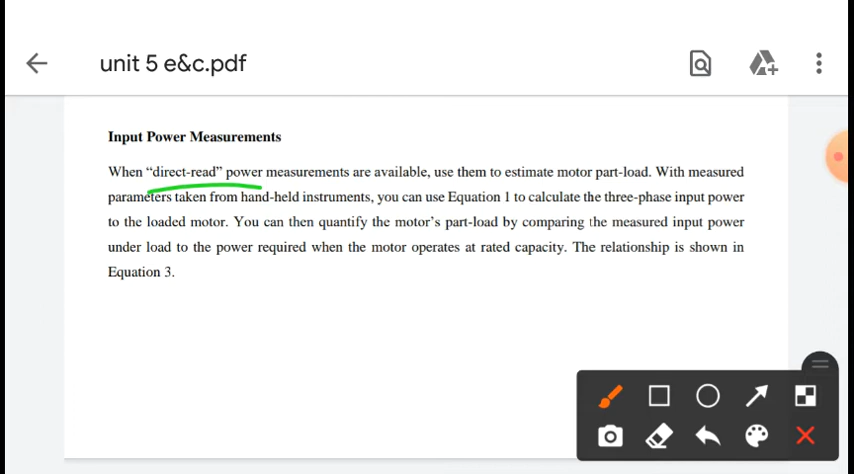 unit 5 e&c.pdf
Input Power Measurements
When “direct-read” power measurements are available, use them to estimate motor part-load. With measured
parameters taken from hand-held instruments, you can use Equation 1 to calculate the three-phase input power
to the loaded motor. You can then quantify the motor’s part-load by comparing the measured input power
under load to the power required when the motor operates at rated capacity. The relationship is shown in
Equation 3.